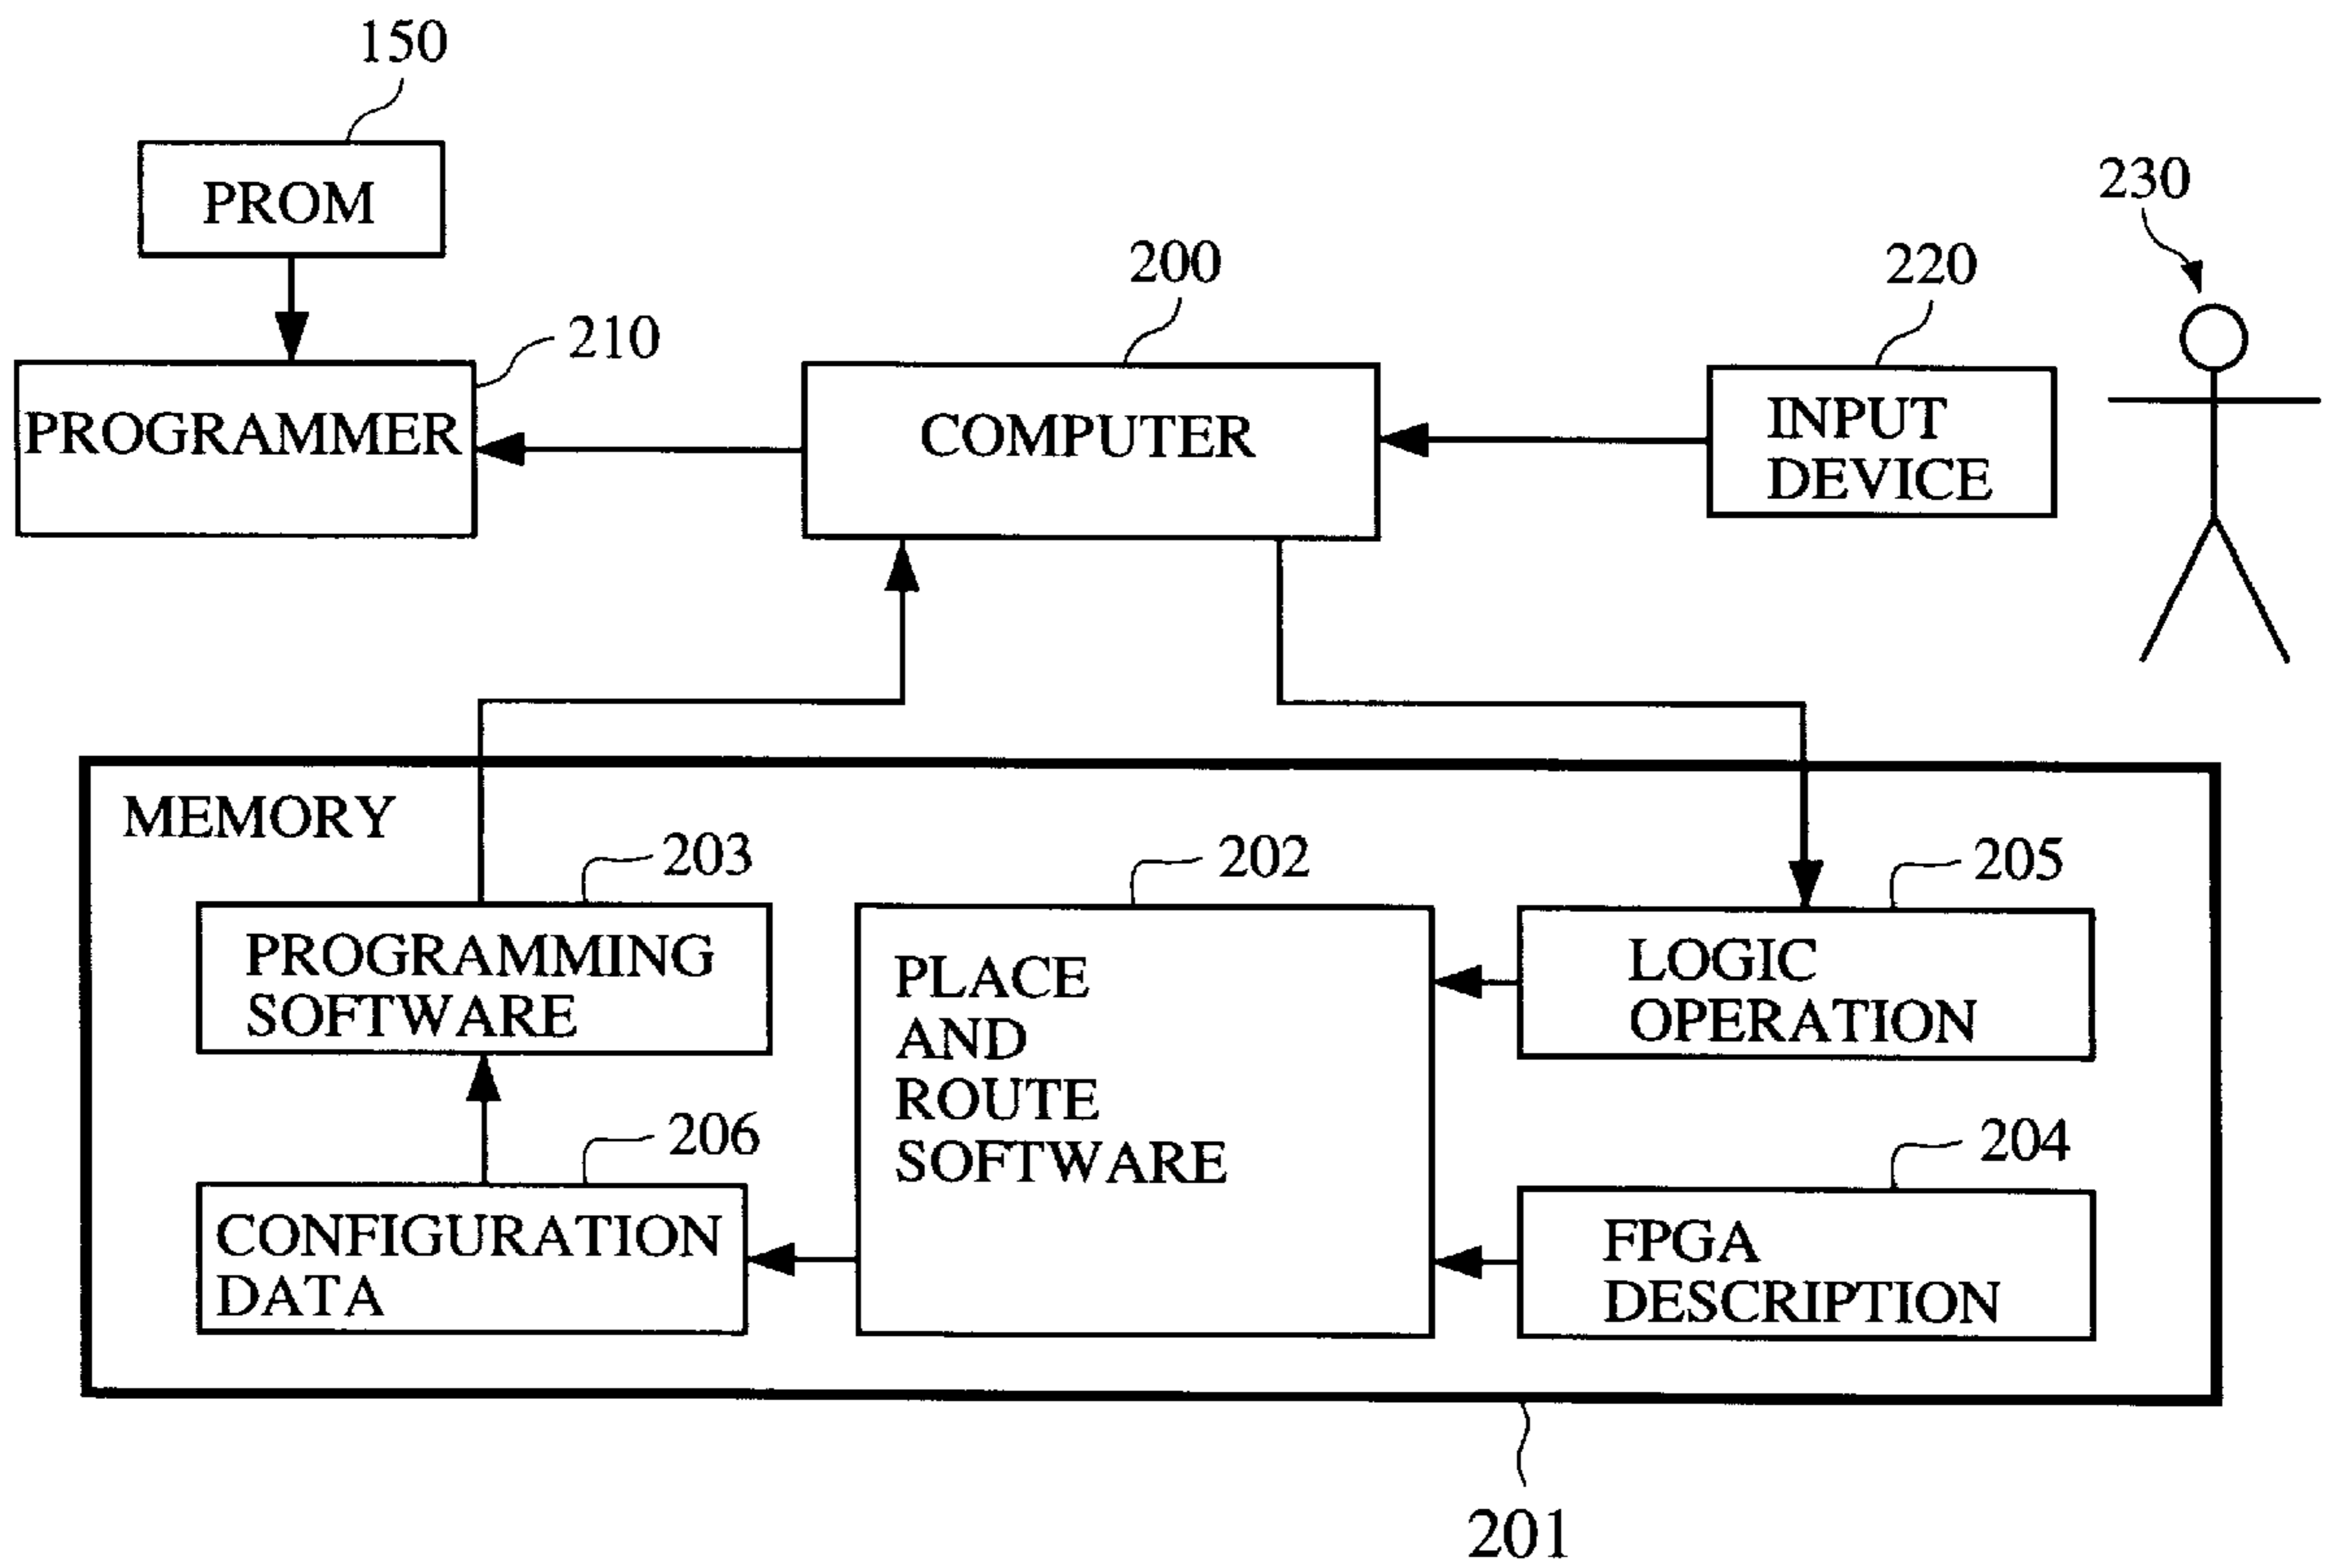 150
PROM
230
200
220
210
PROGRAMMER
COMPUTER
INPUT
DEVICE
MEMORY
203
202
205
PROGRAMMING
SOFTWARE
PLACE
AND
ROUTE
SOFTWARE
LOGIC
OPERATION
206
204
CONFIGURATION
DATA
FPGA
DESCRIPTION
201